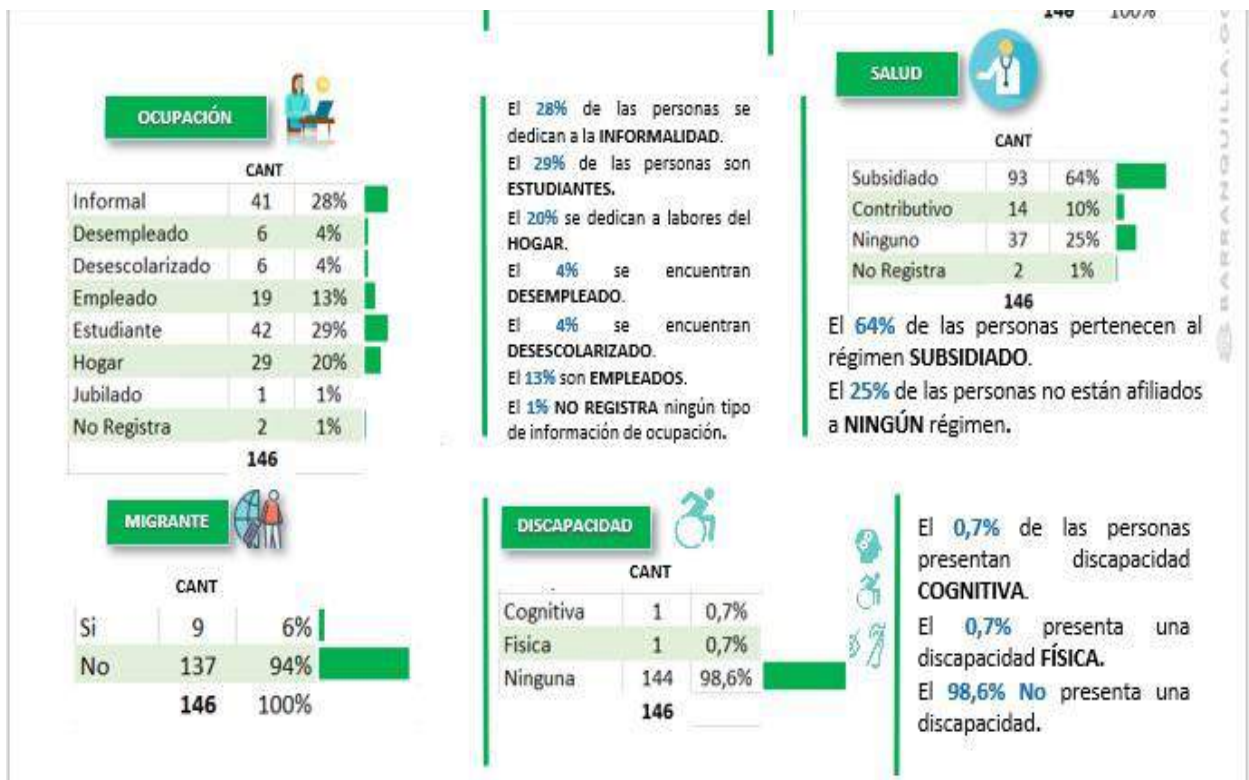 146 100%
OCUPACIÓN
CANT
Informal 41 28%
Desempleado 6 4%
Desescolarizado 6 4%
Empleado 19 13%
Estudiante 42 29%
Hogar 29 20%
Jubilado 1 1%
No Registra 2 1%
146
El 28% de las personas se
dedican a la INFORMALIDAD.
El 29% de las personas son
ESTUDIANTES.
El 20% se dedican a labores del
HOGAR.
El 4% se encuentran
DESEMPLEADO.
El 4% se encuentran
DESESCOLARIZADO.
El 13% son EMPLEADOS.
El 1% NO REGISTRA ningún tipo
de información de ocupación.
SALUD
CANT
Subsidiado 93 64%
Contributivo 14 10%
Ninguno 37 25%
No Registra 2 1%
146
El 64% de las personas pertenecen al
régimen SUBSIDIADO.
El 25% de las personas no están afiliados
a NINGÚN régimen.
MIGRANTE
CANT
Si 9 6%
No 137 94%
146 100%
DISCAPACIDAD
CANT
Cognitiva 1 0,7%
Fisica 1 0,7%
Ninguna 144 98,6%
146
El 0,7% de las personas
presentan discapacidad
COGNITIVA.
El 0,7% presenta una
discapacidad FÍSICA.
El 98,6% No presenta una
discapacidad.
BARRANQUILLA.GO